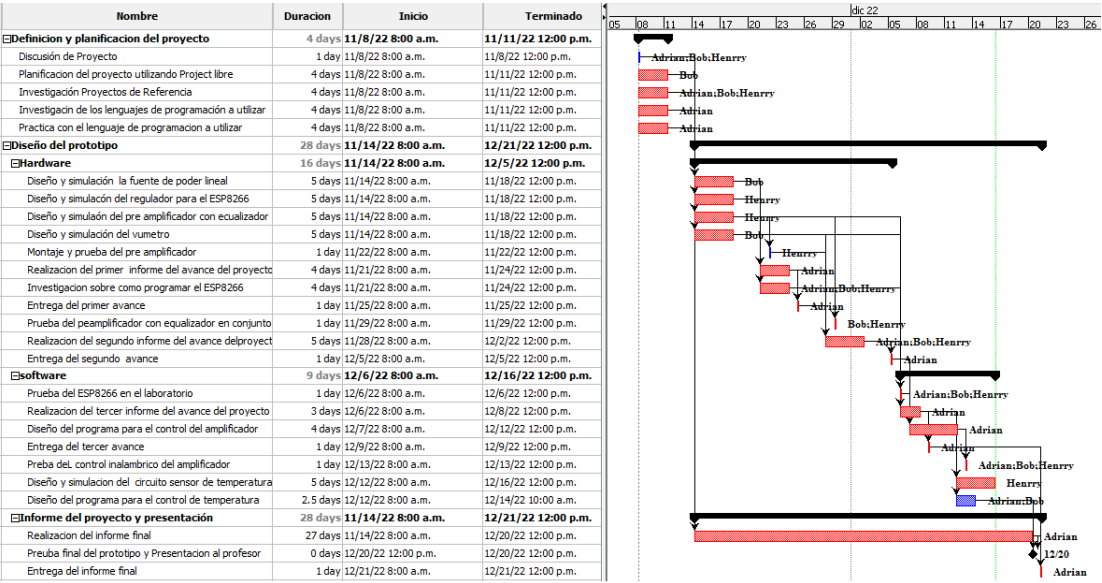 Nombre Duracion Inicio Terminado
dic 22
05 08 11 14 17 20 23 26 29 02 05 08 11 14 17 20 23 26
Definicion y planificacion del proyecto 4 days 11/8/22 8:00 a.m. 11/11/22 12:00 p.m.
Discusión de Proyecto 1 day 11/8/22 8:00 a.m. 11/8/22 12:00 p.m. Adrian;Bob;Henrry
Planificacion del proyecto utilizando Project libre 4 days 11/8/22 8:00 a.m. 11/11/22 12:00 p.m. Bob
Investigación Proyectos de Referencia 4 days 11/8/22 8:00 a.m. 11/11/22 12:00 p.m. Adrian;Bob;Henrry
Investigacin de los lenguajes de programación a utilizar 4 days 11/8/22 8:00 a.m. 11/11/22 12:00 p.m. Adrian
Practica con el lenguaje de programacion a utilizar 4 days 11/8/22 8:00 a.m. 11/11/22 12:00 p.m. Adrian
Diseño del prototipo 28 days 11/14/22 8:00 a.m. 12/21/22 12:00 p.m.
Hardware 16 days 11/14/22 8:00 a.m. 12/5/22 12:00 p.m.
Diseño y simulación la fuente de poder lineal 5 days 11/14/22 8:00 a.m. 11/18/22 12:00 p.m. Bob
Diseño y simulacón del regulador para el ESP8266 5 days 11/14/22 8:00 a.m. 11/18/22 12:00 p.m. Henrry
Diseño y simulaón del pre amplificador con ecualizador 5 days 11/14/22 8:00 a.m. 11/18/22 12:00 p.m. Henrry
Diseño y simulación del vumetro 5 days 11/14/22 8:00 a.m. 11/18/22 12:00 p.m. Bob
Montaje y prueba del pre amplificador 1 day 11/22/22 8:00 a.m. 11/22/22 12:00 p.m. Henrry
Realizacion del primer informe del avance del proyecto 4 days 11/21/22 8:00 a.m. 11/24/22 12:00 p.m. Adrian
Investigacion sobre como programar el ESP8266 4 days 11/21/22 8:00 a.m. 11/24/22 12:00 p.m. Adrian;Bob;Henrry
Entrega del primer avance 1 day 11/25/22 8:00 a.m. 11/25/22 12:00 p.m. Adrian
Prueba del peamplificador con equalizador en conjunto 1 day 11/29/22 8:00 a.m. 11/29/22 12:00 p.m. Bob;Henrry
Realizacion del segundo informe del avance delproyect 5 days 11/28/22 8:00 a.m. 12/2/22 12:00 p.m. Adrian;Bob;Henrry
Entrega del segundo avance 1 day 12/5/22 8:00 a.m. 12/5/22 12:00 p.m. Adrian
software 9 days 12/6/22 8:00 a.m. 12/16/22 12:00 p.m.
Prueba del ESP8266 en el laboratorio 1 day 12/6/22 8:00 a.m. 12/6/22 12:00 p.m. Adrian;Bob;Henrry
Realizacion del tercer informe del avance del proyecto 3 days 12/6/22 8:00 a.m. 12/8/22 12:00 p.m. Adrian
Diseño del programa para el control del amplificador 4 days 12/7/22 8:00 a.m. 12/12/22 12:00 p.m. Adrian
Entrega del tercer avance 1 day 12/9/22 8:00 a.m. 12/9/22 12:00 p.m. Adrian
Preba deL control inalambrico del amplificador 1 day 12/13/22 8:00 a.m. 12/13/22 12:00 p.m. Adrian;Bob;Henrry
Diseño y simulacion del circuito sensor de temperatura 5 days 12/12/22 8:00 a.m. 12/16/22 12:00 p.m. Henrry
Diseño del programa para el control de temperatura 2.5 days 12/12/22 8:00 a.m. 12/14/22 10:00 a.m. Adrian;Bob
Informe del proyecto y presentación 28 days 11/14/22 8:00 a.m. 12/21/22 12:00 p.m.
Realizacion del informe final 27 days 11/14/22 8:00 a.m. 12/20/22 12:00 p.m. Adrian
Preuba final del prototipo y Presentacion al profesor 0 days 12/20/22 12:00 p.m. 12/20/22 12:00 p.m. 12/20
Entrega del informe final 1 day 12/21/22 8:00 a.m. 12/21/22 12:00 p.m. Adrian